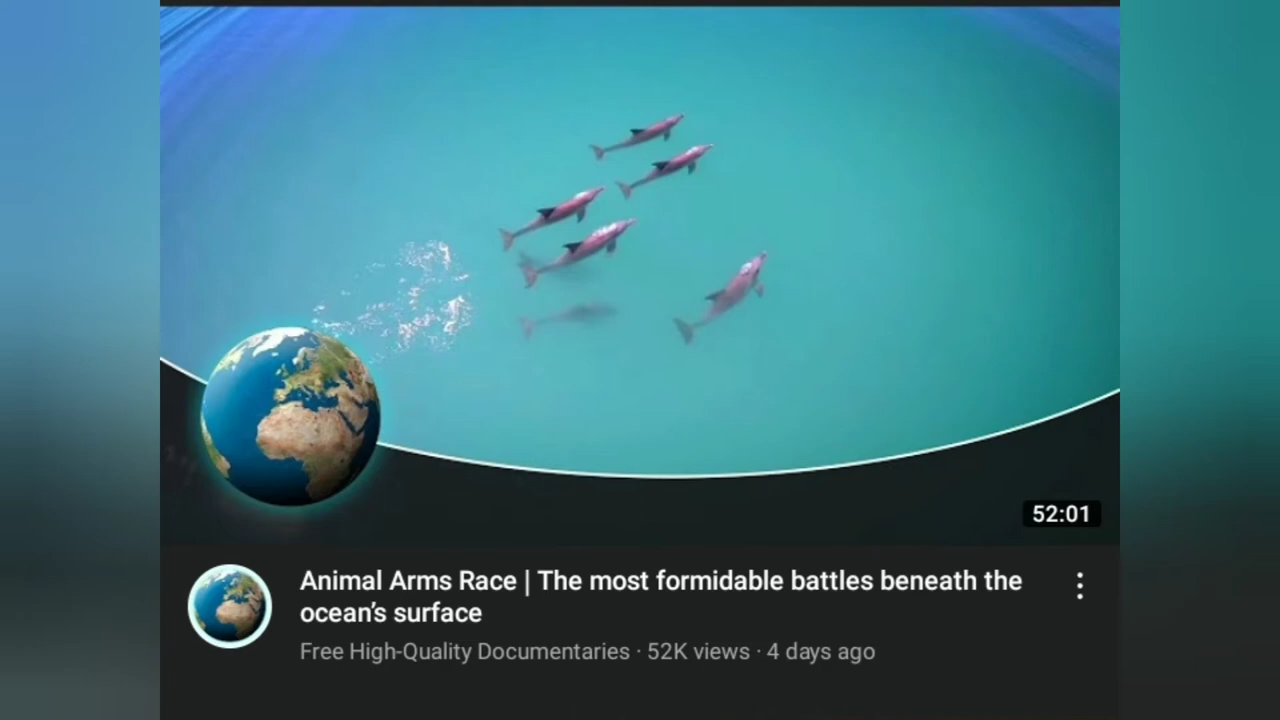 52:01
Animal Arms Race | The most formidable battles beneath the
ocean’s surface
Free High-Quality Documentaries · 52K views · 4 days ago